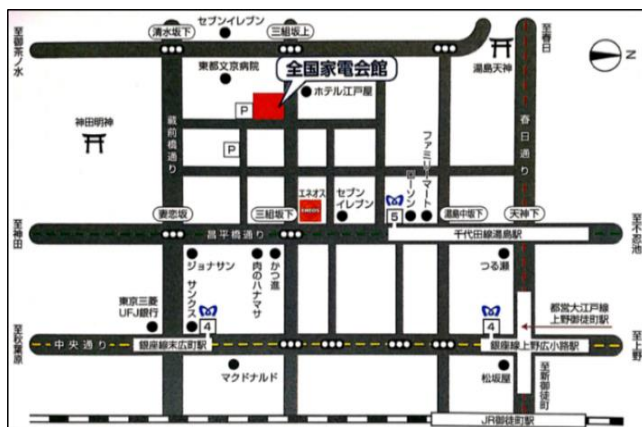 セブンイレブン
至御茶ノ水
清水坂下
三組坂上
至春日
東都文京病院
全国家電会館
湯島天神
ホテル江戸屋
P
神田明神
蔵前橋通り
P
春日通り
ファミリーマート
ローソン
エネオス
ENEOS
セブン
イレブン
5
妻恋坂
三組坂下
湯島中坂下
天神下
至神田
昌平橋通り
千代田線湯島駅
至不忍池
ジョナサン
肉のハナマサ
かつ進
つる瀬
東京三菱
UFJ銀行
サンクス
4
4
都営大江戸線
上野御徒町駅
至秋葉原
中央通り
銀座線末広町駅
銀座線上野広小路駅
至上野
マクドナルド
松坂屋
至新御徒町
JR御徒町駅